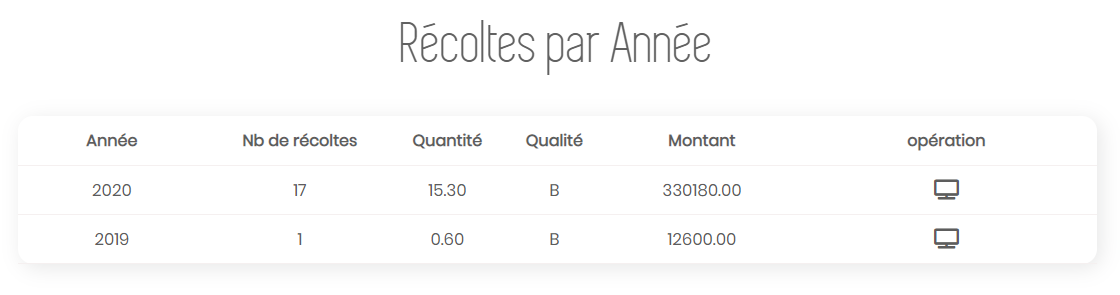 Récoltes par Année
Année Nb de récoltes Quantité Qualité Montant opération
2020 17 15.30 B 330180.00
2019 1 0.60 B 12600.00